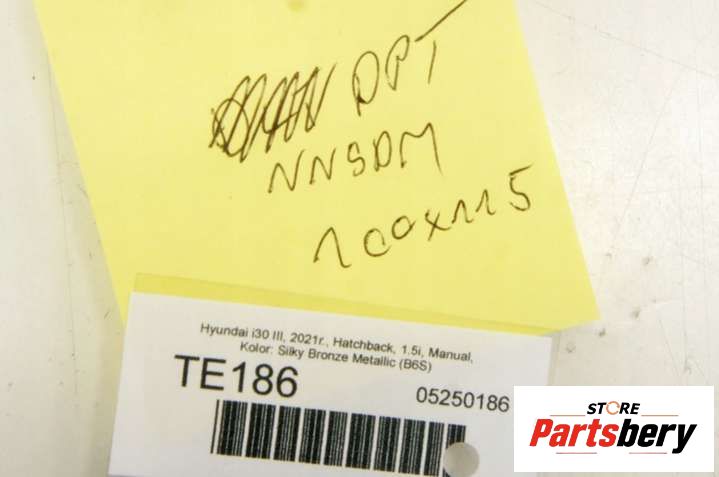 DPT
NNSDM
100x115
Hyundai i30 III, 2021r., Hatchback, 1.5i, Manual,
Kolor: Silky Bronze Metallic (B6S)
TE186
05250186
STORE
Partsbery